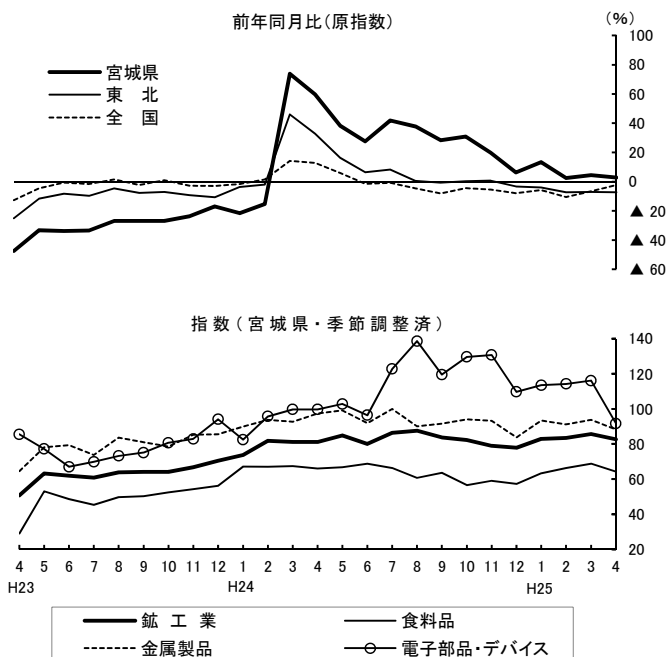 前年同月比(原指数)
(%)
宮城県
東 北
全 国
100
80
60
40
20
0
▲ 20
▲ 40
▲ 60
指数(宮城県・季節調整済)
140
120
100
80
60
40
20
4 5 6 7 8 9 10 11 12 1 2 3 4 5 6 7 8 9 10 11 12 1 2 3 4
H23 H24 H25
鉱 工 業 食料品
金属製品 電子部品・デバイス